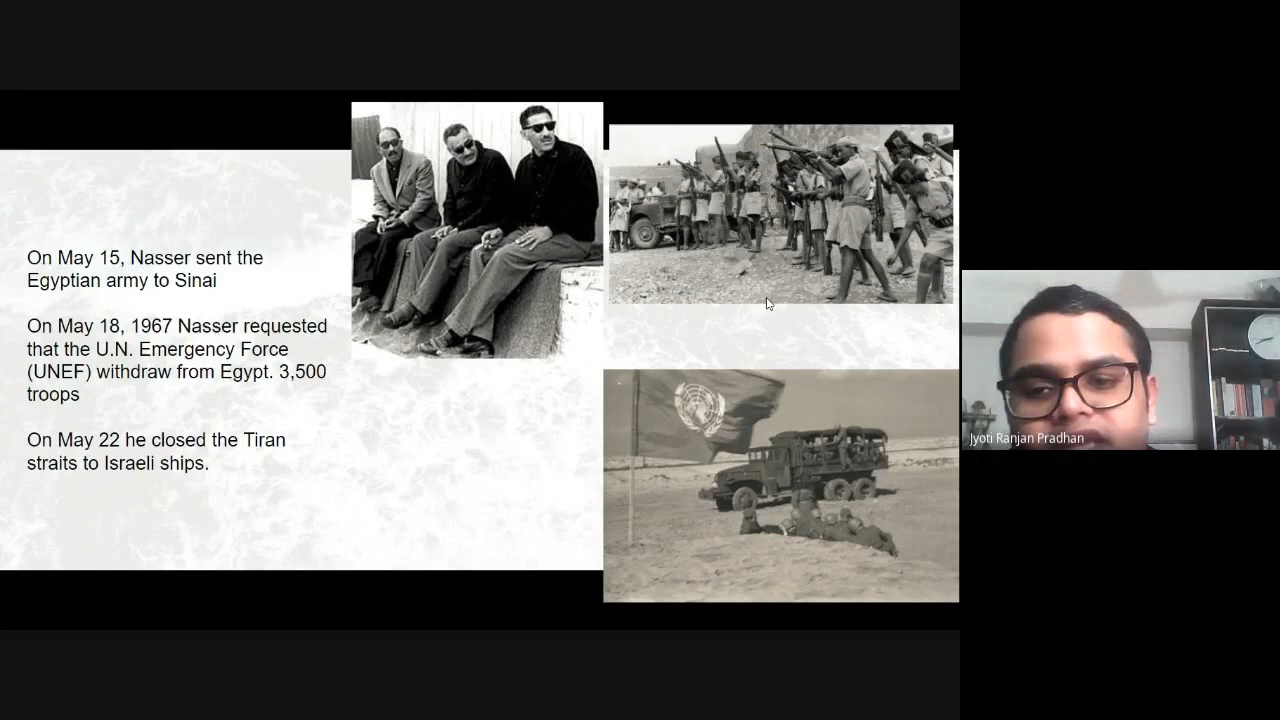 On May 15, Nasser sent the
Egyptian army to Sinai
On May 18, 1967 Nasser requested
that the U.N. Emergency Force
(UNEF) withdraw from Egypt. 3,500
troops
On May 22 he closed the Tiran
straits to Israeli ships.
Jyoti Ranjan Pradhan